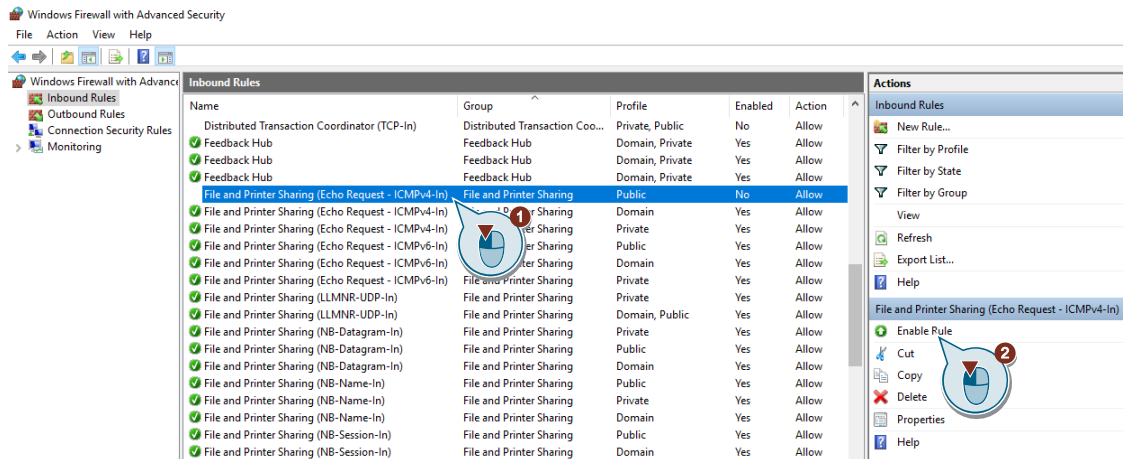 Windows Firewall with Advanced Security
File Action View Help
Windows Firewall with Advance
Inbound Rules
Outbound Rules
Connection Security Rules
Monitoring
Inbound Rules
Name Group Profile Enabled Action
Distributed Transaction Coordinator (TCP-In) Distributed Transaction Coo... Private, Public No Allow
Feedback Hub Feedback Hub Domain, Private Yes Allow
Feedback Hub Feedback Hub Domain, Private Yes Allow
Feedback Hub Feedback Hub Domain, Private Yes Allow
File and Printer Sharing (Echo Request - ICMPv4-In) File and Printer Sharing Public No Allow
File and Printer Sharing (Echo Request - ICMPv4-In) Sharing Domain Yes Allow
File and Printer Sharing (Echo Request - ICMPv4-In) Sharing Private Yes Allow
File and Printer Sharing (Echo Request - ICMPv6-In) Sharing Public Yes Allow
File and Printer Sharing (Echo Request - ICMPv6-In) Sharing Domain Yes Allow
File and Printer Sharing (Echo Request - ICMPv6-In) File and Printer Sharing Private Yes Allow
File and Printer Sharing (LLMNR-UDP-In) File and Printer Sharing Private Yes Allow
File and Printer Sharing (LLMNR-UDP-In) File and Printer Sharing Domain, Public Yes Allow
File and Printer Sharing (NB-Datagram-In) File and Printer Sharing Private Yes Allow
File and Printer Sharing (NB-Datagram-In) File and Printer Sharing Public Yes Allow
File and Printer Sharing (NB-Datagram-In) File and Printer Sharing Domain Yes Allow
File and Printer Sharing (NB-Name-In) File and Printer Sharing Public Yes Allow
File and Printer Sharing (NB-Name-In) File and Printer Sharing Private Yes Allow
File and Printer Sharing (NB-Name-In) File and Printer Sharing Domain Yes Allow
File and Printer Sharing (NB-Session-In) File and Printer Sharing Public Yes Allow
File and Printer Sharing (NB-Session-In) File and Printer Sharing Domain Yes Allow
1
Actions
Inbound Rules
New Rule...
Filter by Profile
Filter by State
Filter by Group
View
Refresh
Export List...
Help
File and Printer Sharing (Echo Request - ICMPv4-In)
Enable Rule
Cut
2
Copy
Delete
Properties
Help